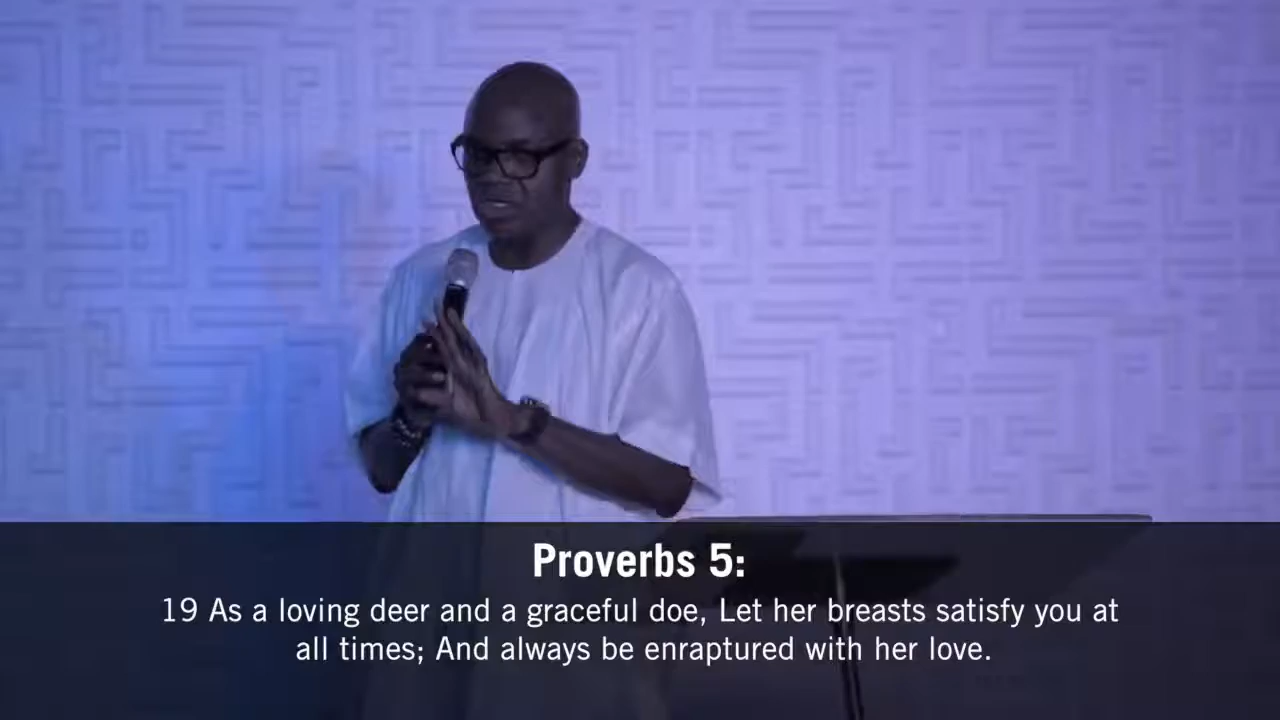 Proverbs 5:
19 As a loving deer and a graceful doe, Let her breasts satisfy you at
all times; And always be enraptured with her love.